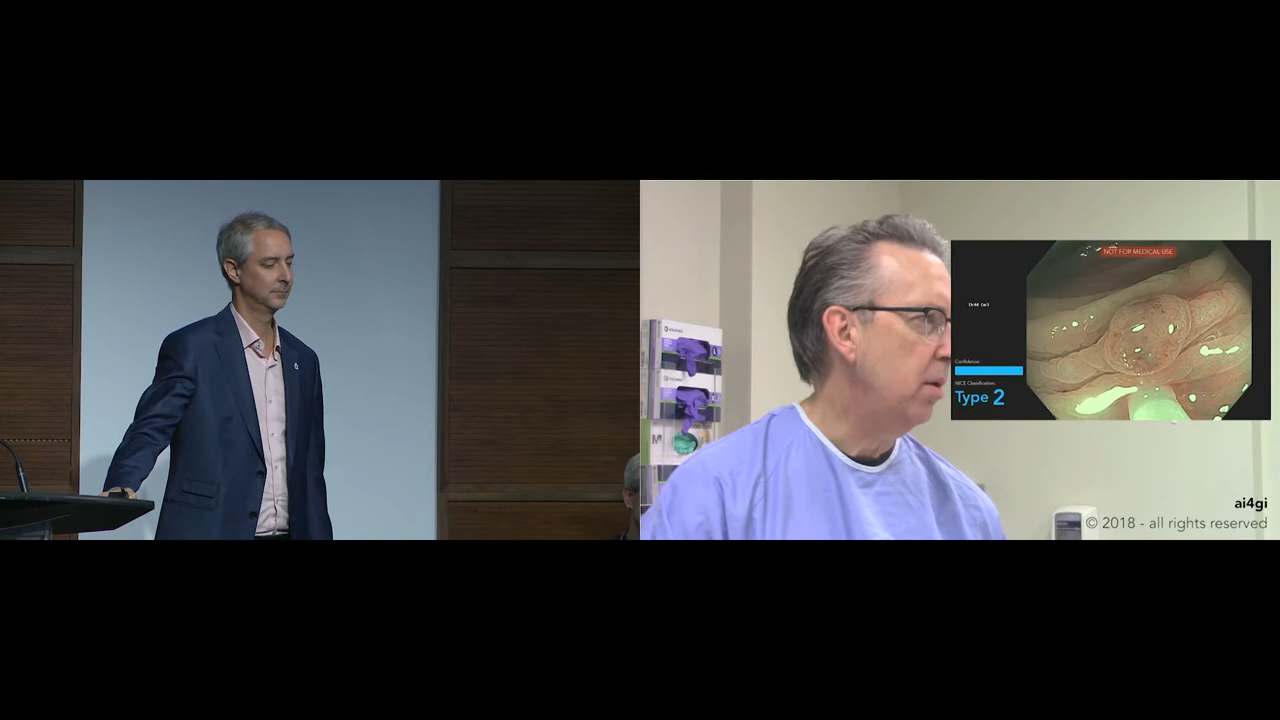 NOT FOR MEDICAL USE
Confidence:
NICE Classification:
Type 2
ai4gi
© 2018 - all rights reserved